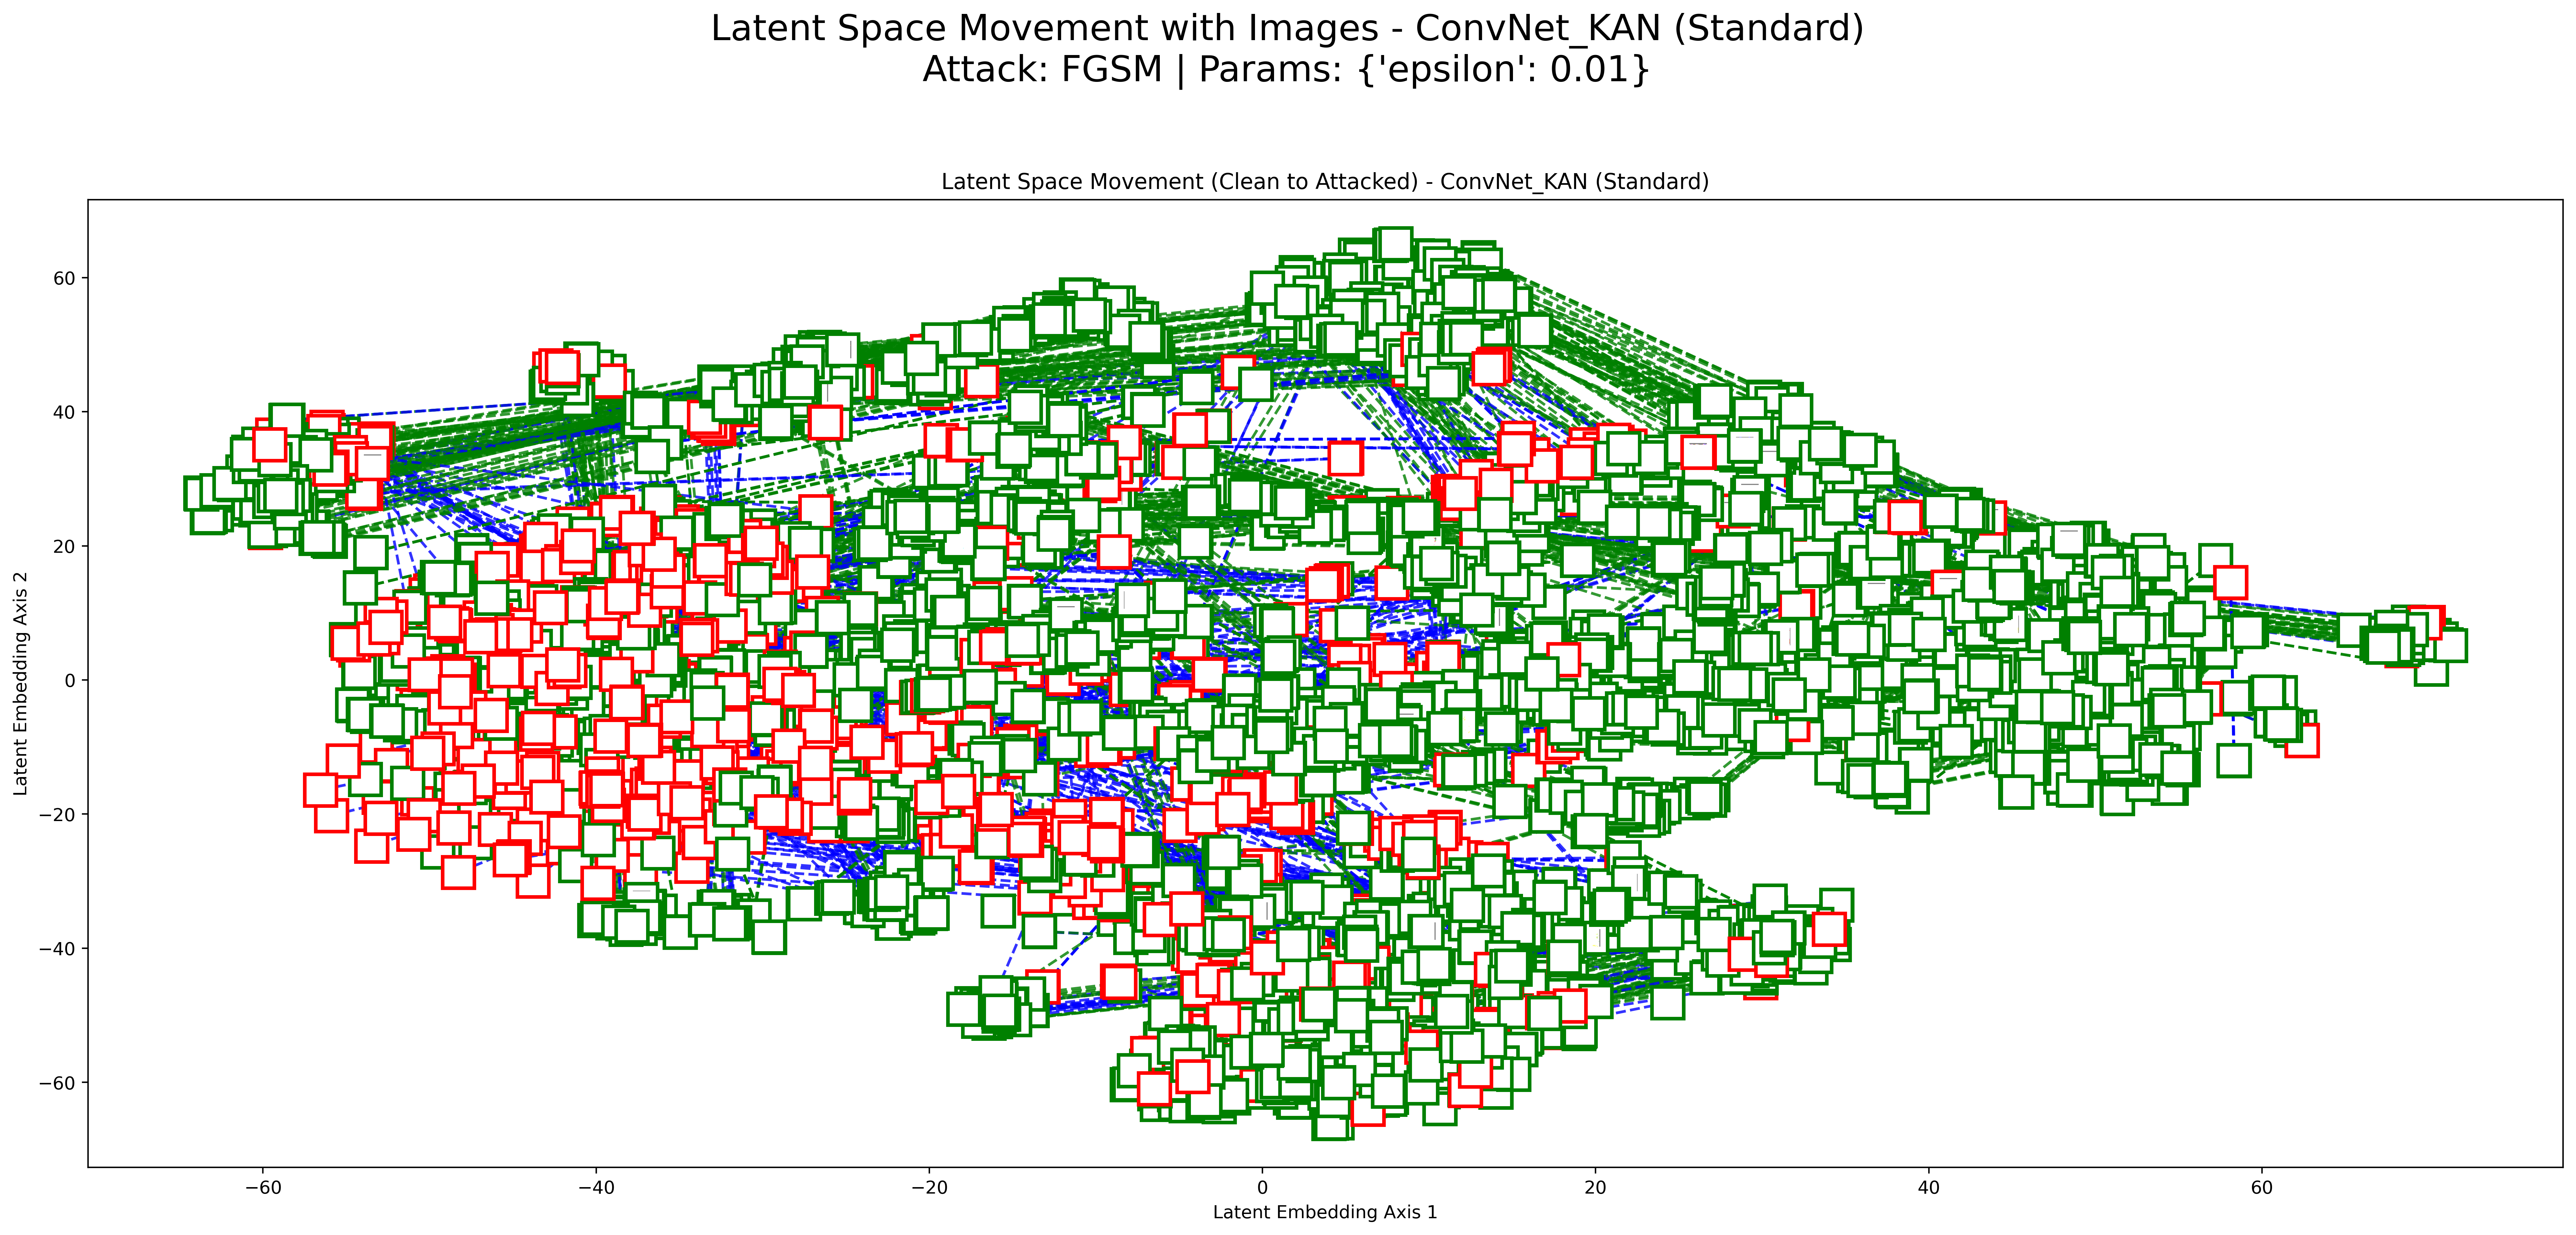 Latent Space Movement with Images - ConvNet_KAN (Standard)
Attack: FGSM | Params: {'epsilon': 0.01}
Latent Space Movement (Clean to Attacked) - ConvNet_KAN (Standard)
60
40
20
0
−20
−40
−60
Latent Embedding Axis 2
−60
−40
−20
0
20
40
60
Latent Embedding Axis 1